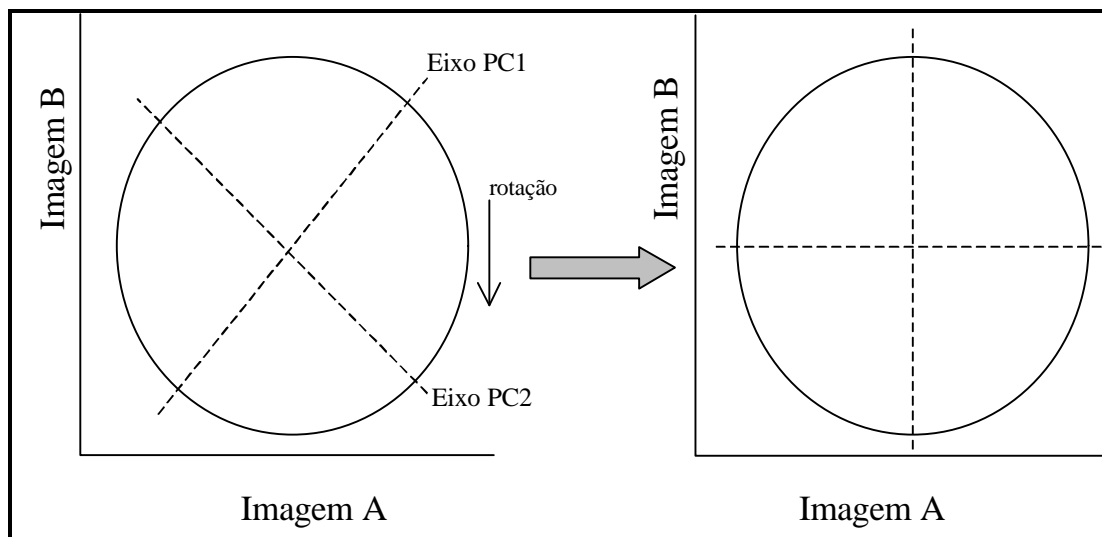 Eixo PC1
Imagem B
rotação
Eixo PC2
Imagem A
Imagem B
Imagem A